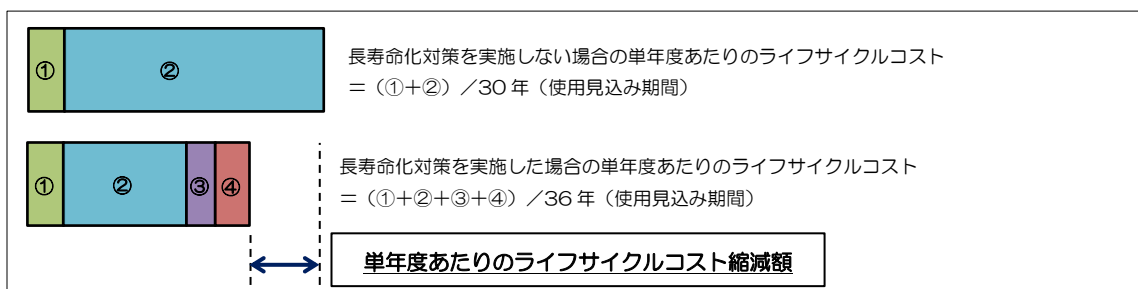 ① ②
長寿命化対策を実施しない場合の単年度あたりのライフサイクルコスト
＝（①＋②）／30年（使用見込み期間）
① ② ③ ④
長寿命化対策を実施した場合の単年度あたりのライフサイクルコスト
＝（①＋②＋③＋④）／36年（使用見込み期間）
単年度あたりのライフサイクルコスト縮減額